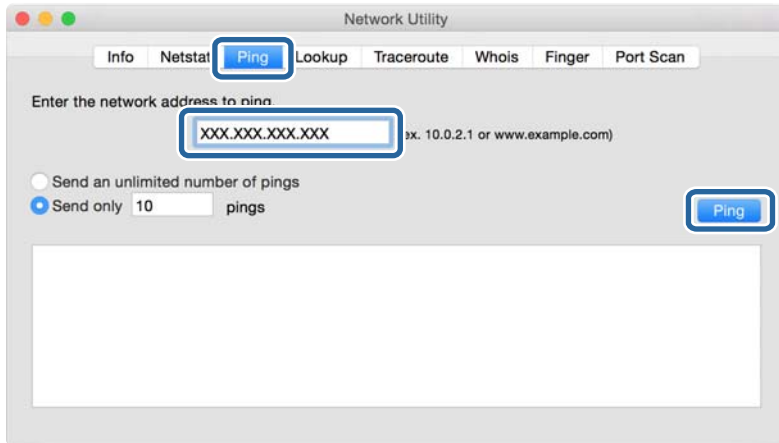 Network Utility
Info Netstat Ping Lookup Traceroute Whois Finger Port Scan
Enter the network address to ping.
XXX.XXX.XXX.XXX ex. 10.0.2.1 or www.example.com)
Send an unlimited number of pings
Send only 10 pings
Ping